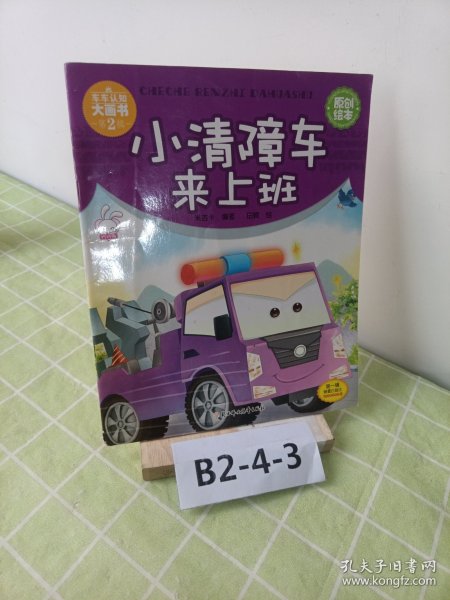 CHECHE RENZHI DAHUASHU
车车认知
大画书
第2辑
原创
绘本
小清障车
来上班
B2-4-3
孔夫子旧书网
www.kongfz.com